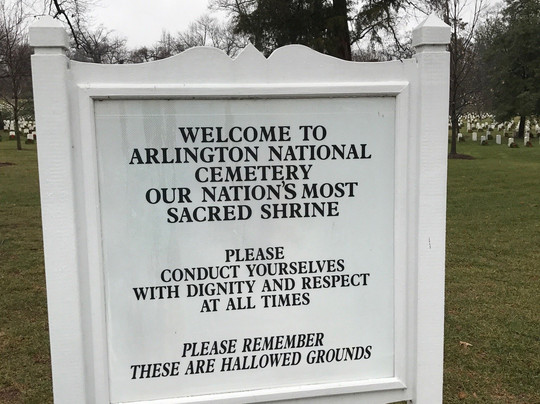 WELCOME TO
ARLINGTON NATIONAL
CEMETERY
OUR NATION'S MOST
SACRED SHRINE
PLEASE
CONDUCT YOURSELVES
WITH DIGNITY AND RESPECT
AT ALL TIMES
PLEASE REMEMBER
THESE ARE HALLOWED GROUNDS